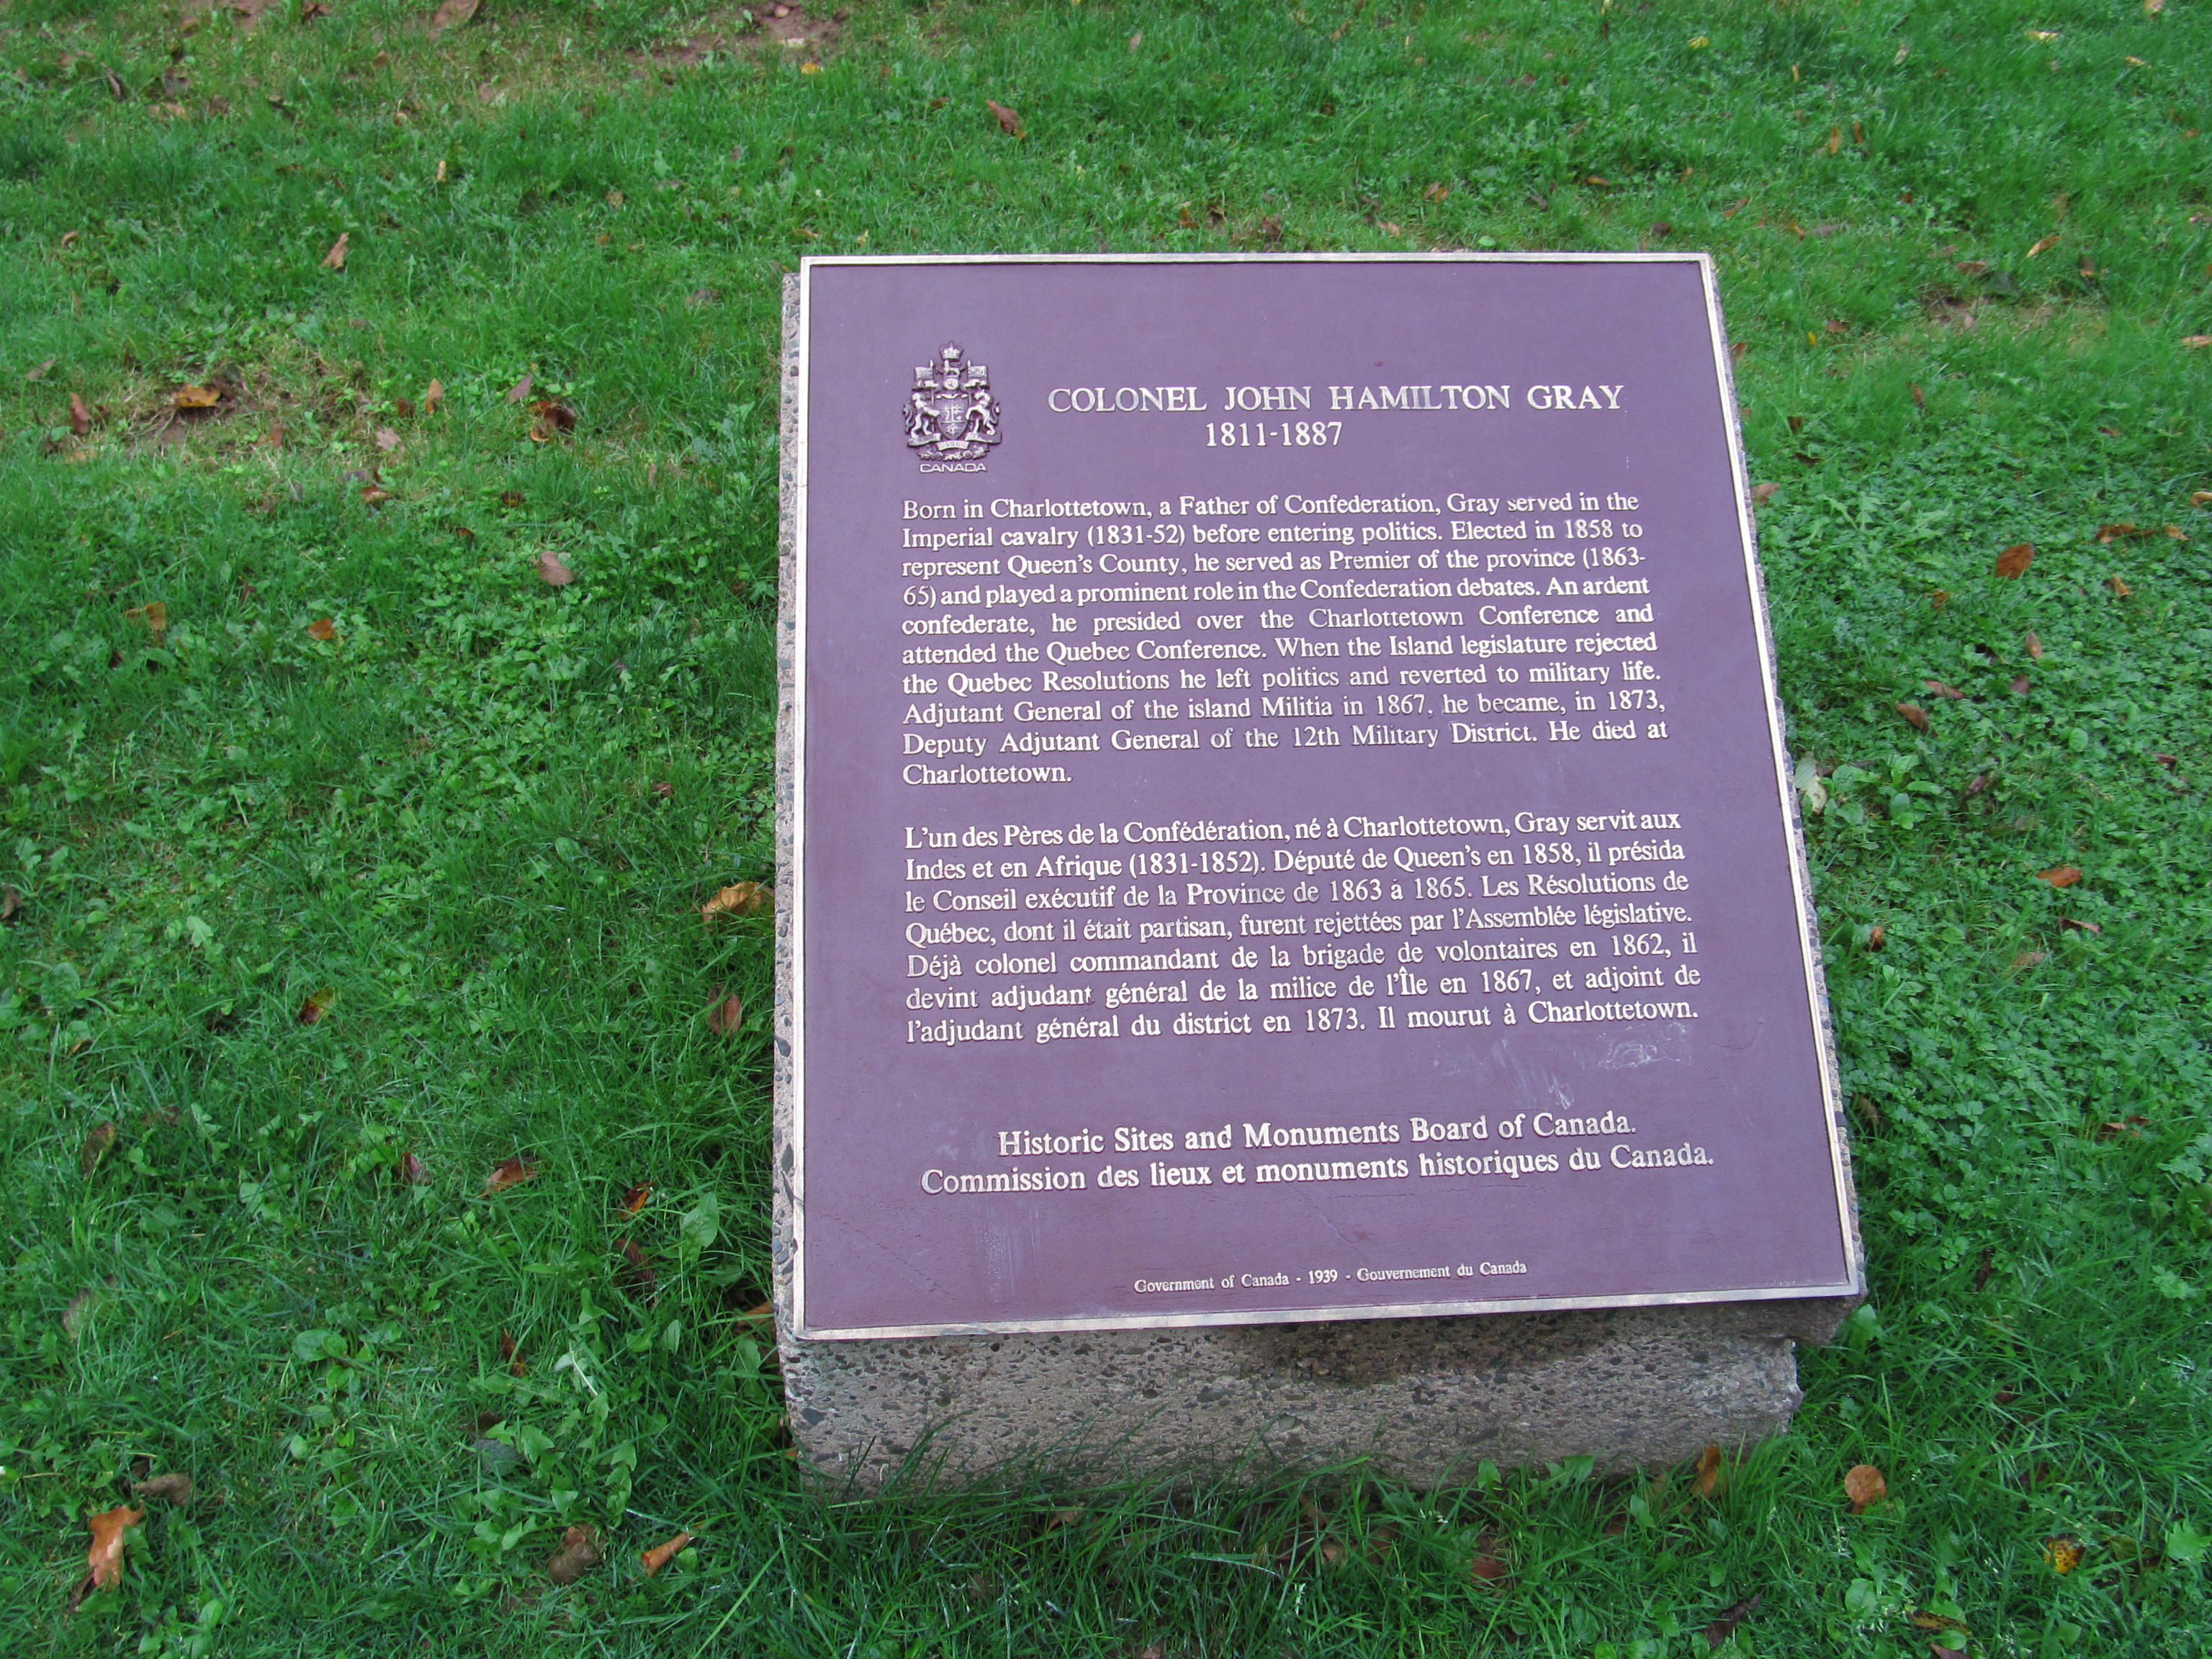 CANADA
COLONEL JOHN HAMILTON GRAY
1811-1887
Born in Charlottetown, a Father of Confederation, Gray served in the
Imperial cavalry (1831-52) before entering politics. Elected in 1858 to
represent Queen's County, he served as Premier of the province (1863-
65) and played a prominent role in the Confederation debates. An ardent
confederate, he presided over the Charlottetown Conference and
attended the Quebec Conference. When the Island legislature rejected
the Quebec Resolutions he left politics and reverted to military life.
Adjutant General of the island Militia in 1867, he became, in 1873,
Deputy Adjutant General of the 12th Military District. He died at
Charlottetown.
L'un des Pères de la Confédération, né à Charlottetown, Gray servit aux
Indes et en Afrique (1831-1852). Député de Queen's en 1858, il présida
le Conseil exécutif de la Province de 1863 à 1865. Les Résolutions de
Québec, dont il était partisan, furent rejettées par l'Assemblée législative.
Déjà colonel commandant de la brigade de volontaires en 1862, il
devint adjudant général de la milice de l'Île en 1867, et adjoint de
l'adjudant général du district en 1873. Il mourut à Charlottetown.
Historic Sites and Monuments Board of Canada.
Commission des lieux et monuments historiques du Canada.
Government of Canada - 1939 - Gouvernement du Canada